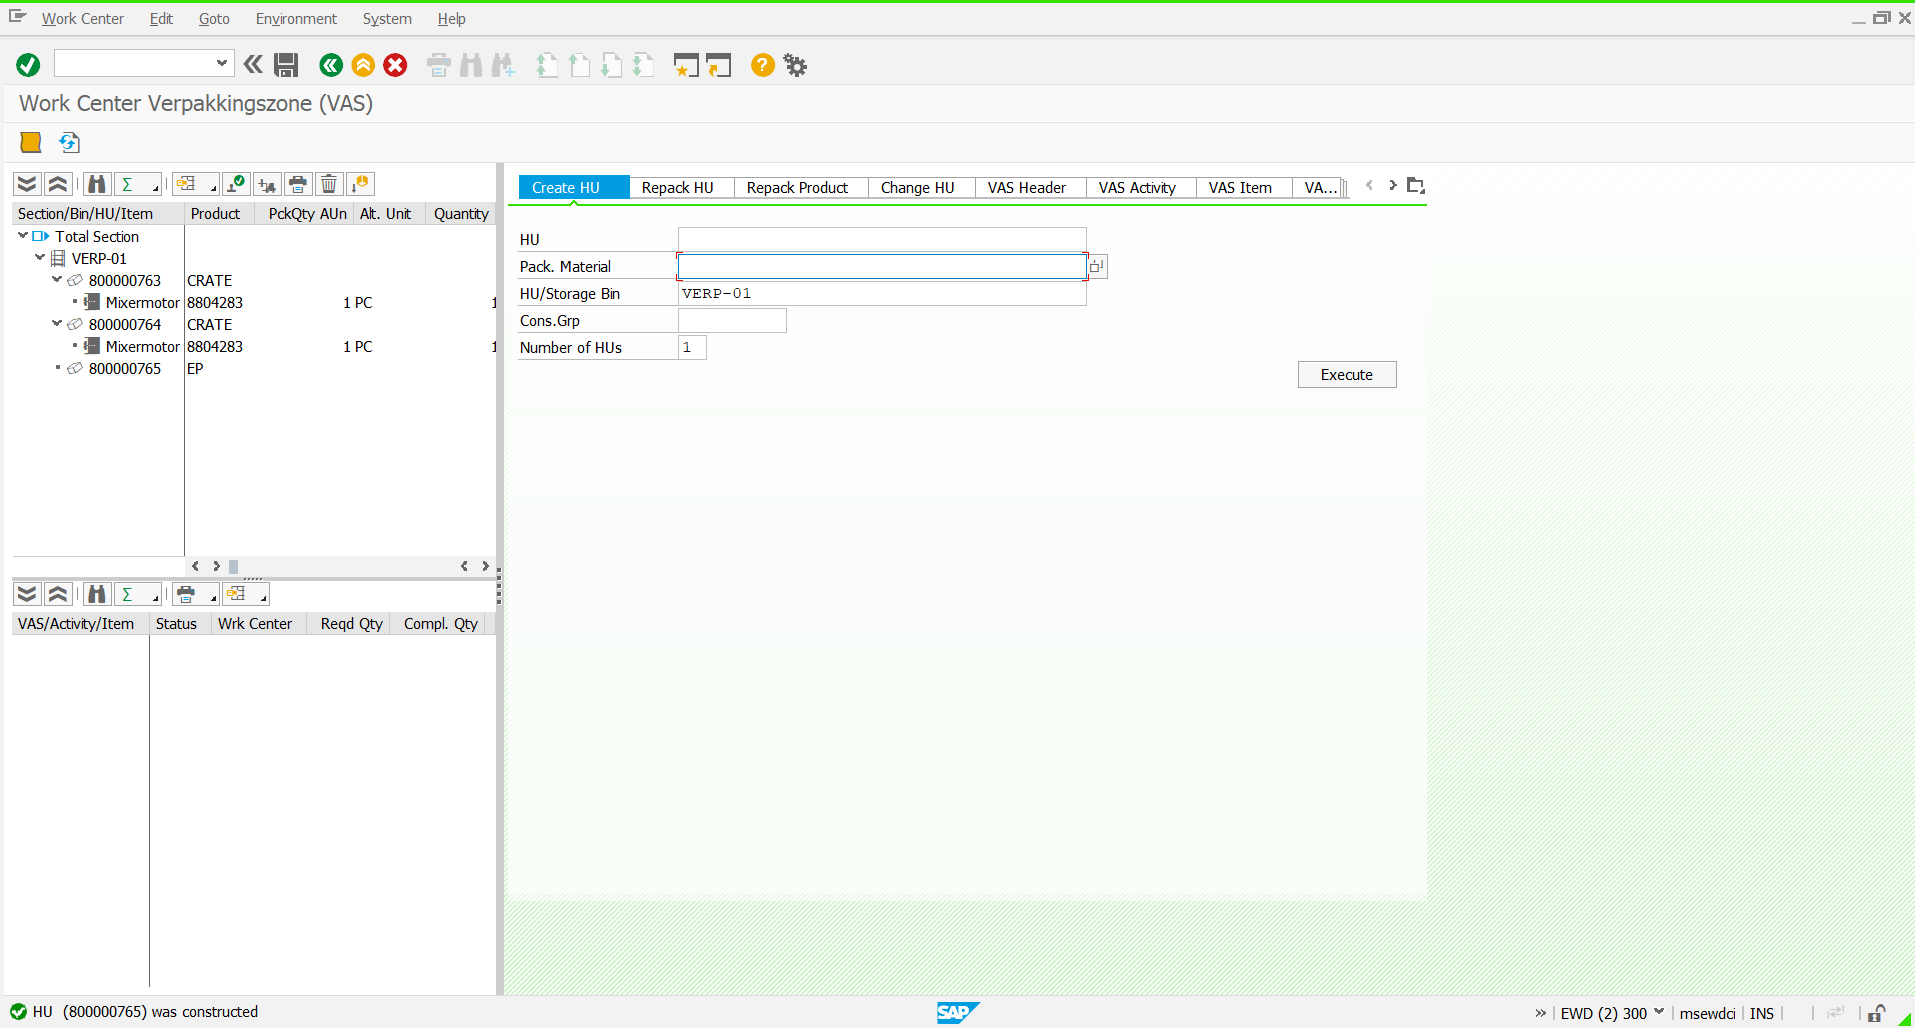 Work Center Edit Goto Environment System Help
Work Center Verpakkingszone (VAS)
Create HU Repack HU Repack Product Change HU VAS Header VAS Activity VAS Item VA...
Section/Bin/HU/Item Product PckQty AUn Alt. Unit Quantity
Total Section
VERP-01
800000763 CRATE
Mixermotor 8804283 1 PC 1
800000764 CRATE
Mixermotor 8804283 1 PC 1
800000765 EP
HU
Pack. Material
HU/Storage Bin VERP-01
Cons.Grp
Number of HUs 1
Execute
VAS/Activity/Item Status Wrk Center Reqd Qty Compl. Qty
HU (800000765) was constructed
SAP
EWD (2) 300 msewdci INS